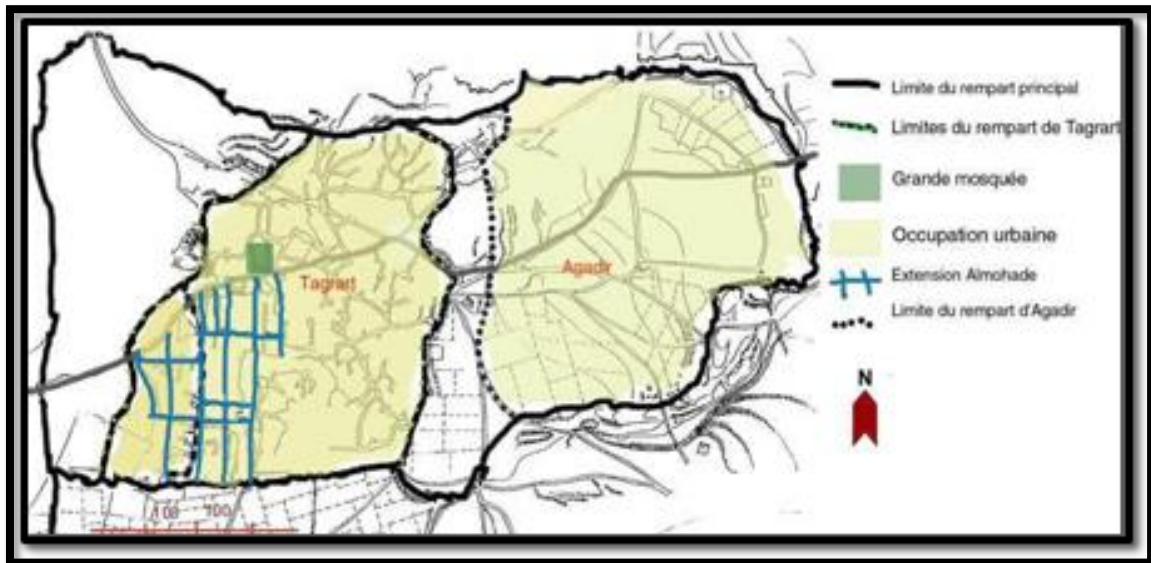 Limite du rempart principal
Limites du rempart de Tagrart
Grande mosquée
Occupation urbaine
Extension Almohade
Limite du rempart d'Agadir
N
Tagrart
Agadir
100 100